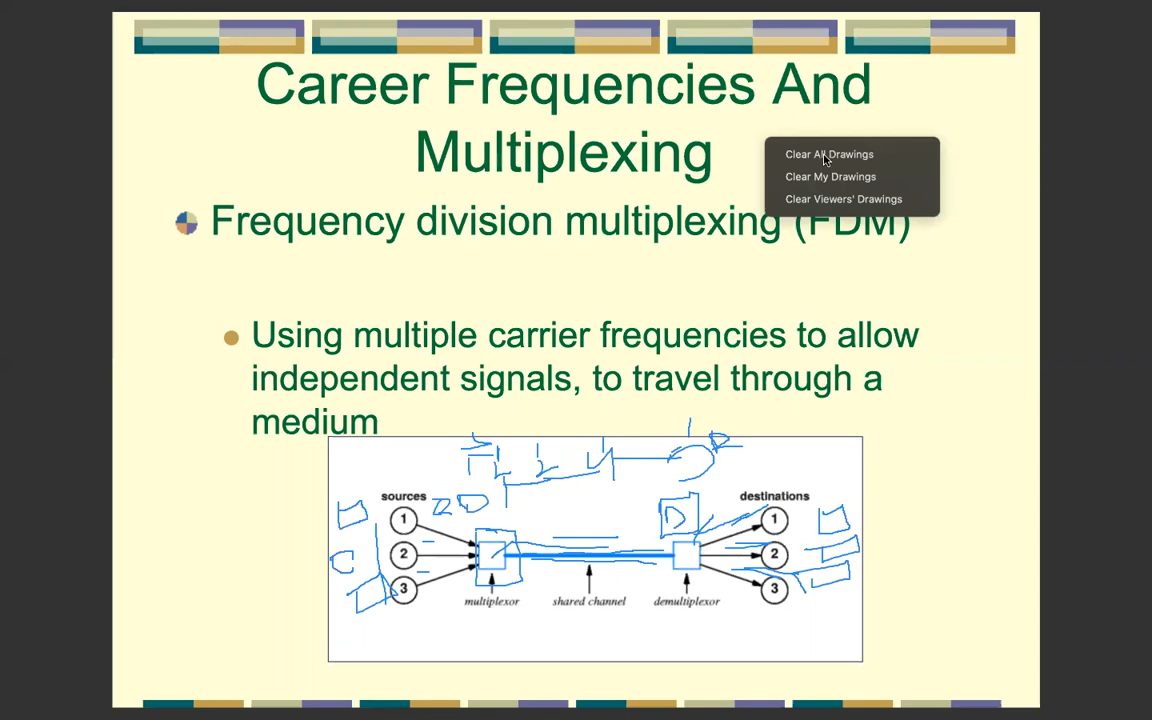 Career Frequencies And
Multiplexing
Clear All Drawings
Clear My Drawings
Clear Viewers' Drawings
Frequency division multiplexing (FDM)
Using multiple carrier frequencies to allow
independent signals, to travel through a
medium
sources
destinations
1
2
3
D
1
2
3
multiplexor
shared channel
demultiplexor